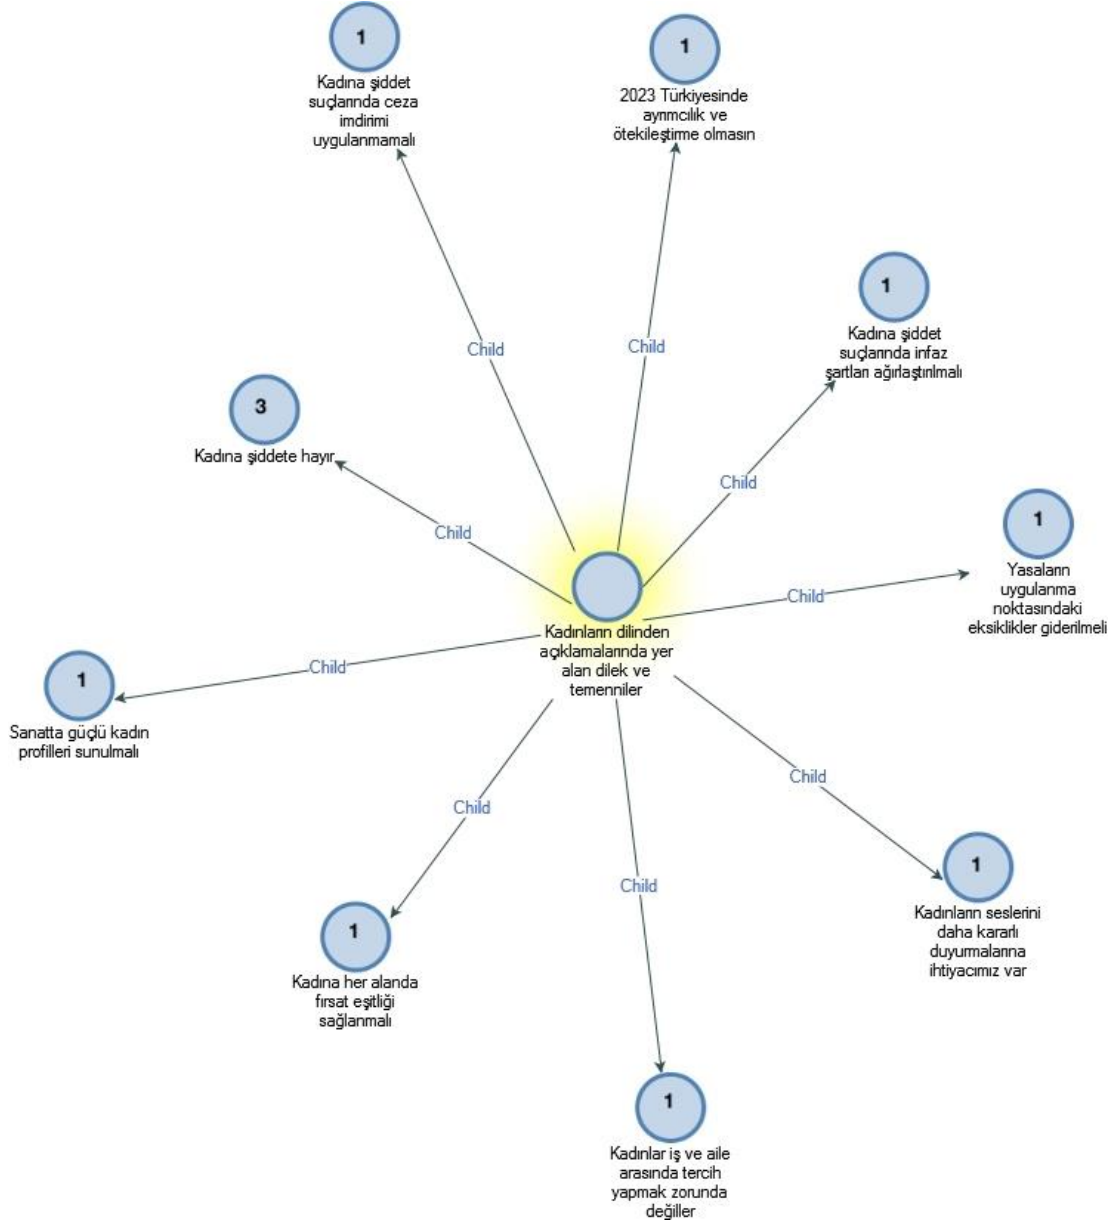 1
Kadına şiddet
suçlarında ceza
imdirimi
uygulanmamalı
1
2023 Türkiyesinde
ayrımcılık ve
ötekileştirme olmasın
1
Kadına şiddet
suçlarında infaz
şartları ağırlaştırılmalı
Child
Child
3
Kadına şiddete hayır
Child
Child
1
Yasaların
uygulanma
noktasındaki
eksiklikler giderilmeli
Child
Kadınların dilinden
açıklamalarında yer
alan dilek ve
temenniler
Child
1
Sanatta güçlü kadın
profilleri sunulmalı
Child
Child
Child
1
Kadınların seslerini
daha kararlı
duyurmalarına
ihtiyacımız var
1
Kadına her alanda
fırsat eşitliği
sağlanmalı
1
Kadınlar iş ve aile
arasında tercih
yapmak zorunda
değiller